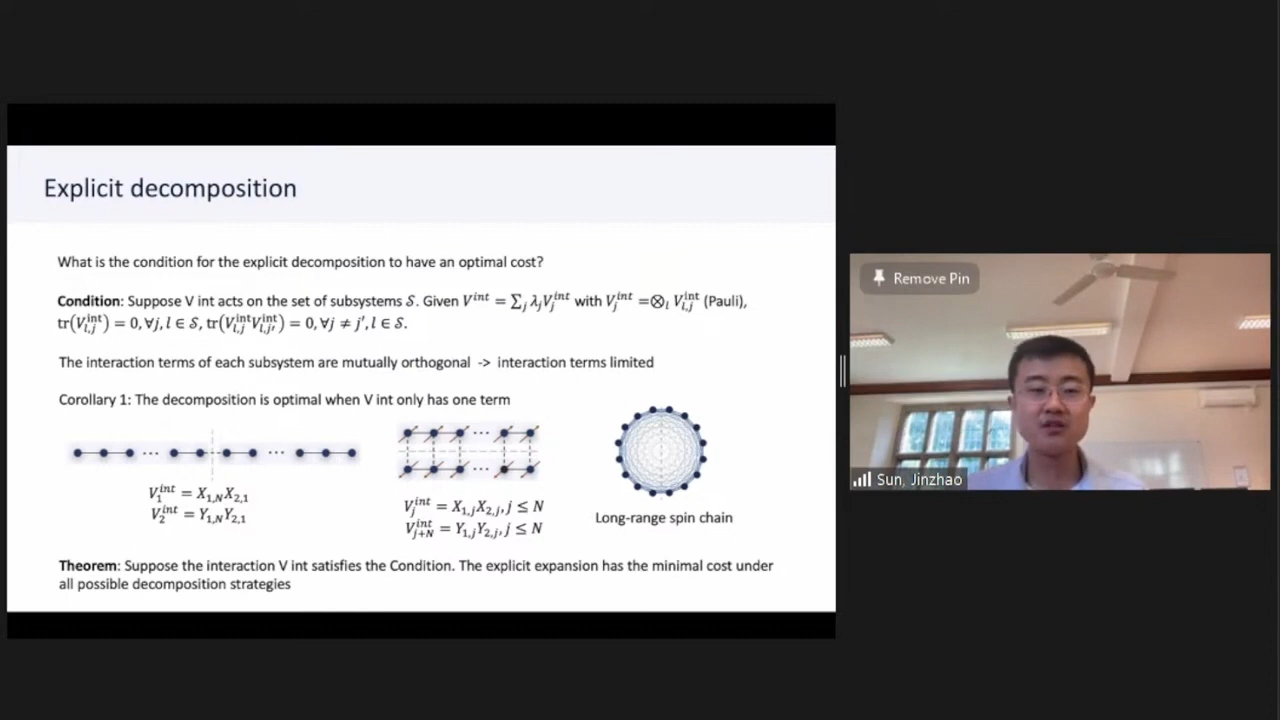 Explicit decomposition
What is the condition for the explicit decomposition to have an optimal cost?
Condition: Suppose V int acts on the set of subsystems 𝒮. Given V^{int} = ∑_j λ_j V_j^{int} with V_j^{int} =⊗_l V_{l,j}^{int} (Pauli),
tr(V_{l,j}^{int}) = 0, ∀j, l ∈ 𝒮, tr(V_{l,j}^{int} V_{l,j'}^{int}) = 0, ∀j ≠ j′, l ∈ 𝒮.
The interaction terms of each subsystem are mutually orthogonal -> interaction terms limited
Corollary 1: The decomposition is optimal when V int only has one term
V_1^{int} = X_{1,N}X_{2,1}
V_2^{int} = Y_{1,N}Y_{2,1}
V_j^{int} = X_{1,j}X_{2,j}, j ≤ N
V_{j+N}^{int} = Y_{1,j}Y_{2,j}, j ≤ N
Long-range spin chain
Theorem: Suppose the interaction V int satisfies the Condition. The explicit expansion has the minimal cost under
all possible decomposition strategies
Remove Pin
Sun, Jinzhao